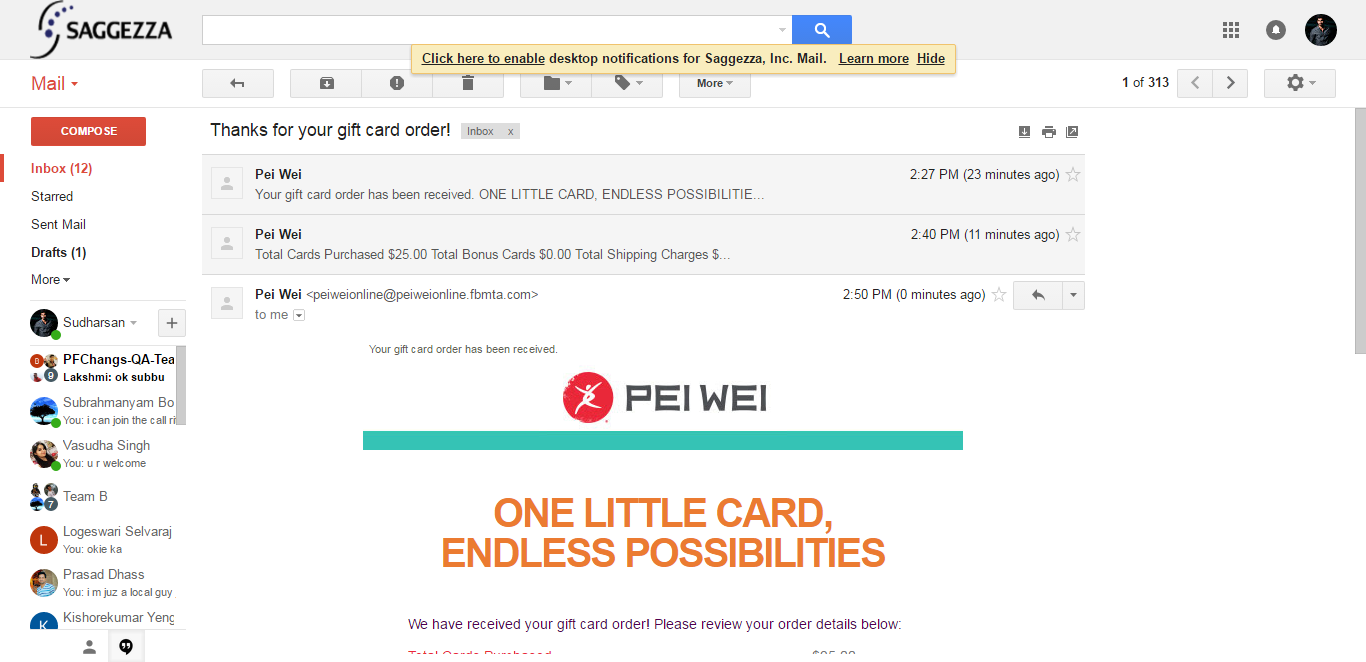 SAGGEZZA
Click here to enable desktop notifications for Saggezza, Inc. Mail. Learn more Hide
Mail
More
1 of 313
COMPOSE
Inbox (12)
Starred
Sent Mail
Drafts (1)
More
Sudharsan
PFChangs-QA-Tea
9
Lakshmi: ok subbu
Subrahmanyam Bo
You: i can join the call ri
Vasudha Singh
You: u r welcome
Team B
7
L
Logeswari Selvaraj
You: okie ka
Prasad Dhass
You: i m juz a local guy
K
Kishorekumar Yeng
Thanks for your gift card order! Inbox x
Pei Wei 2:27 PM (23 minutes ago)
Your gift card order has been received. ONE LITTLE CARD, ENDLESS POSSIBILITIE...
Pei Wei 2:40 PM (11 minutes ago)
Total Cards Purchased $25.00 Total Bonus Cards $0.00 Total Shipping Charges $...
Pei Wei <peiweionline@peiweionline.fbmta.com> 2:50 PM (0 minutes ago)
to me
Your gift card order has been received.
PEI WEI
ONE LITTLE CARD,
ENDLESS POSSIBILITIES
We have received your gift card order! Please review your order details below:
Total Cards Purchased $25.00